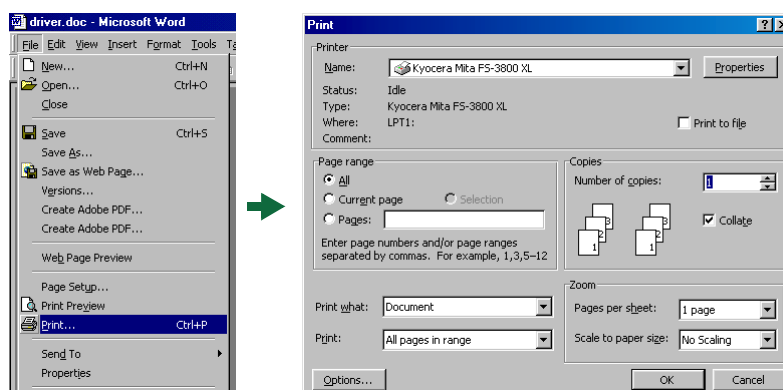 driver.doc - Microsoft Word
File Edit View Insert Format Tools
New... Ctrl+N
Open... Ctrl+O
Close
Save Ctrl+S
Save As...
Save as Web Page...
Versions...
Create Adobe PDF...
Create Adobe PDF...
Web Page Preview
Page Setup...
Print Preview
Print... Ctrl+P
Send To
Properties
Print
Printer
Name: Kyocera Mita FS-3800 XL Properties
Status: Idle
Type: Kyocera Mita FS-3800 XL
Where: LPT1: Print to file
Comment:
Page range
All
Current page Selection
Pages:
Enter page numbers and/or page ranges
separated by commas. For example, 1,3,5–12
Copies
Number of copies: 1
3 3
2 2
1 1
Collate
Print what: Document
Print: All pages in range
Zoom
Pages per sheet: 1 page
Scale to paper size: No Scaling
Options... OK Cancel